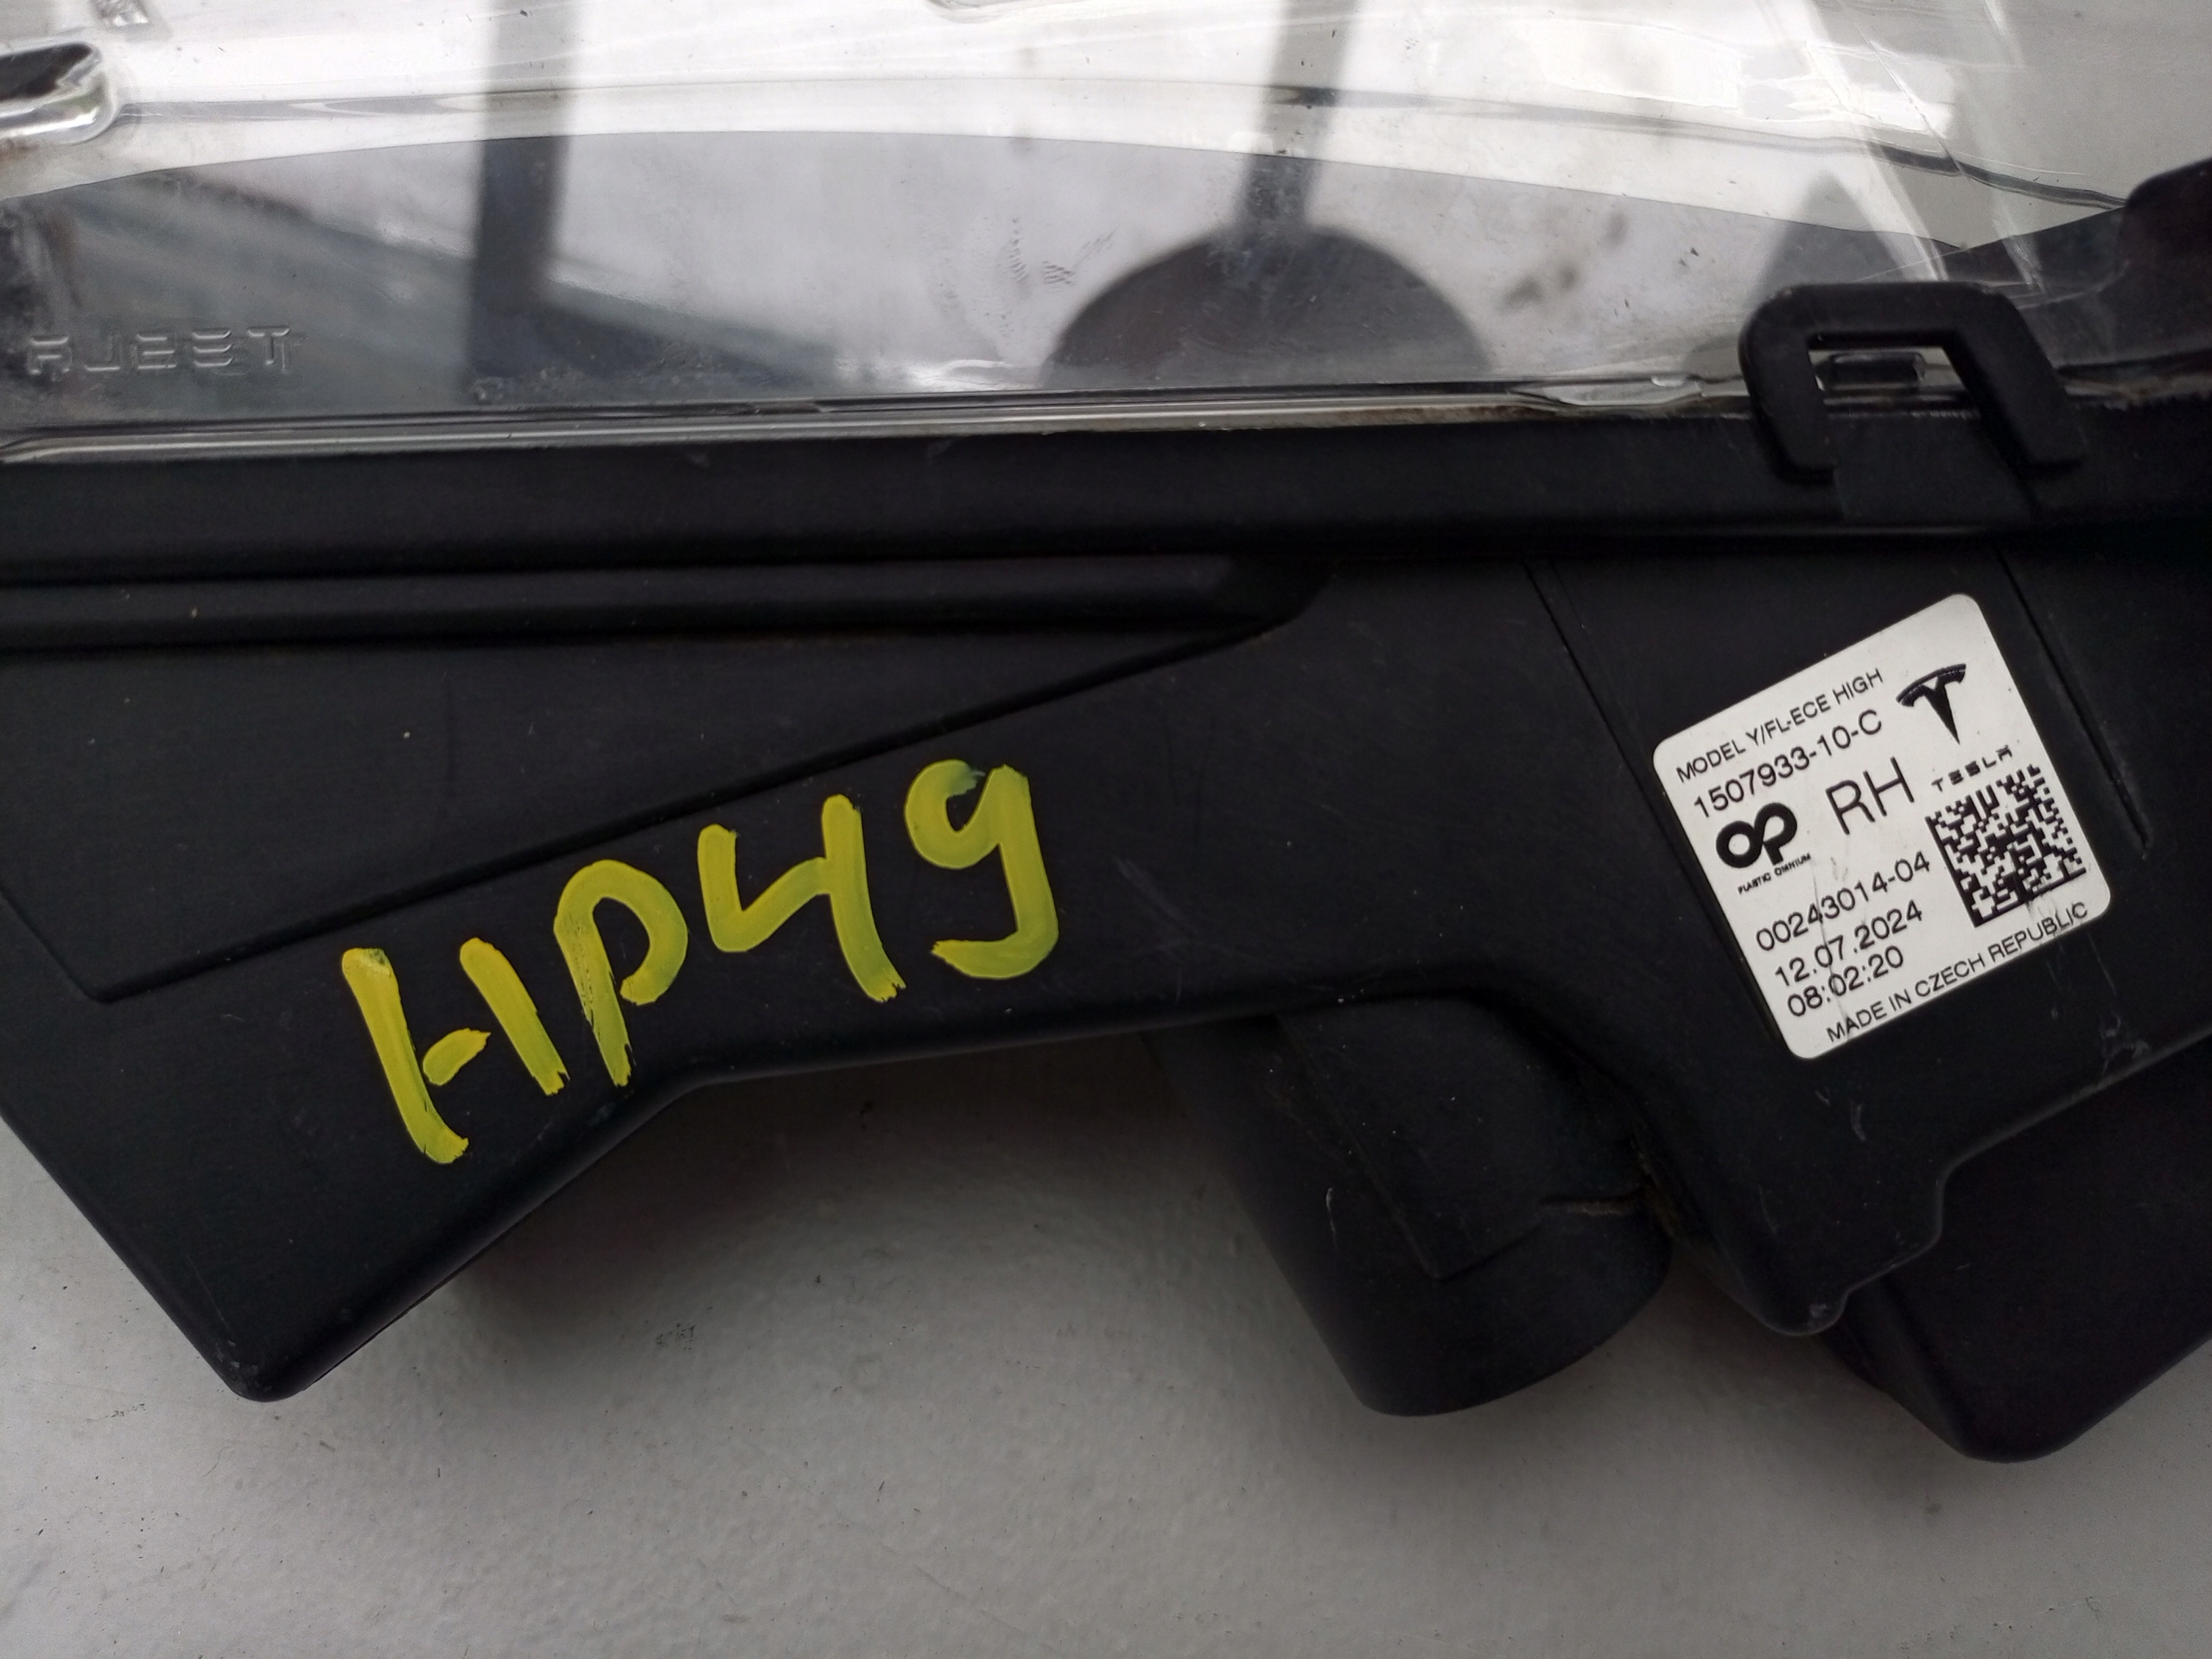 TESLA
HP49
MODEL Y/FL-ECE HIGH
1507933-10-C
RH
TESLA
PLASTIC OMNIUM
00243014-04
12.07.2024
08:02:20
MADE IN CZECH REPUBLIC